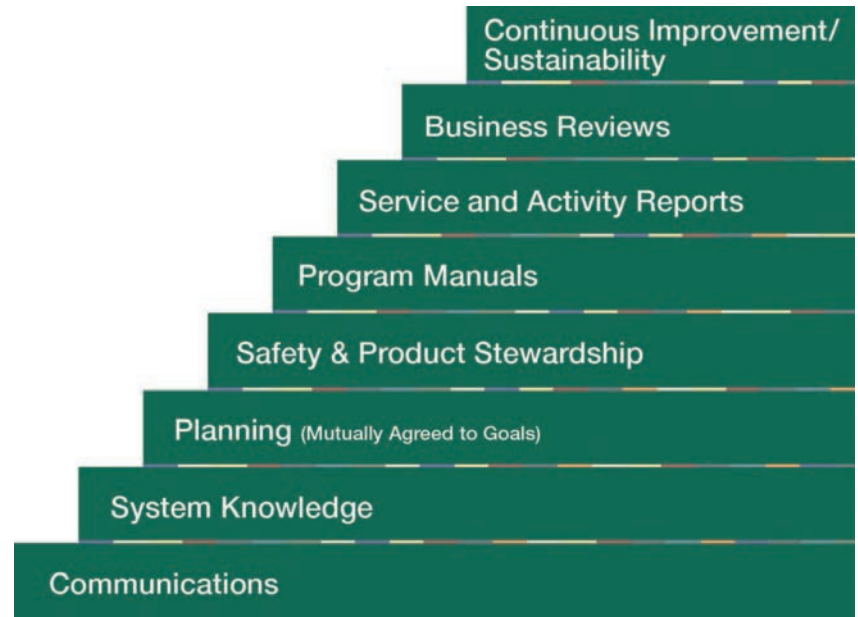 Continuous Improvement/
Sustainability
Business Reviews
Service and Activity Reports
Program Manuals
Safety & Product Stewardship
Planning (Mutually Agreed to Goals)
System Knowledge
Communications